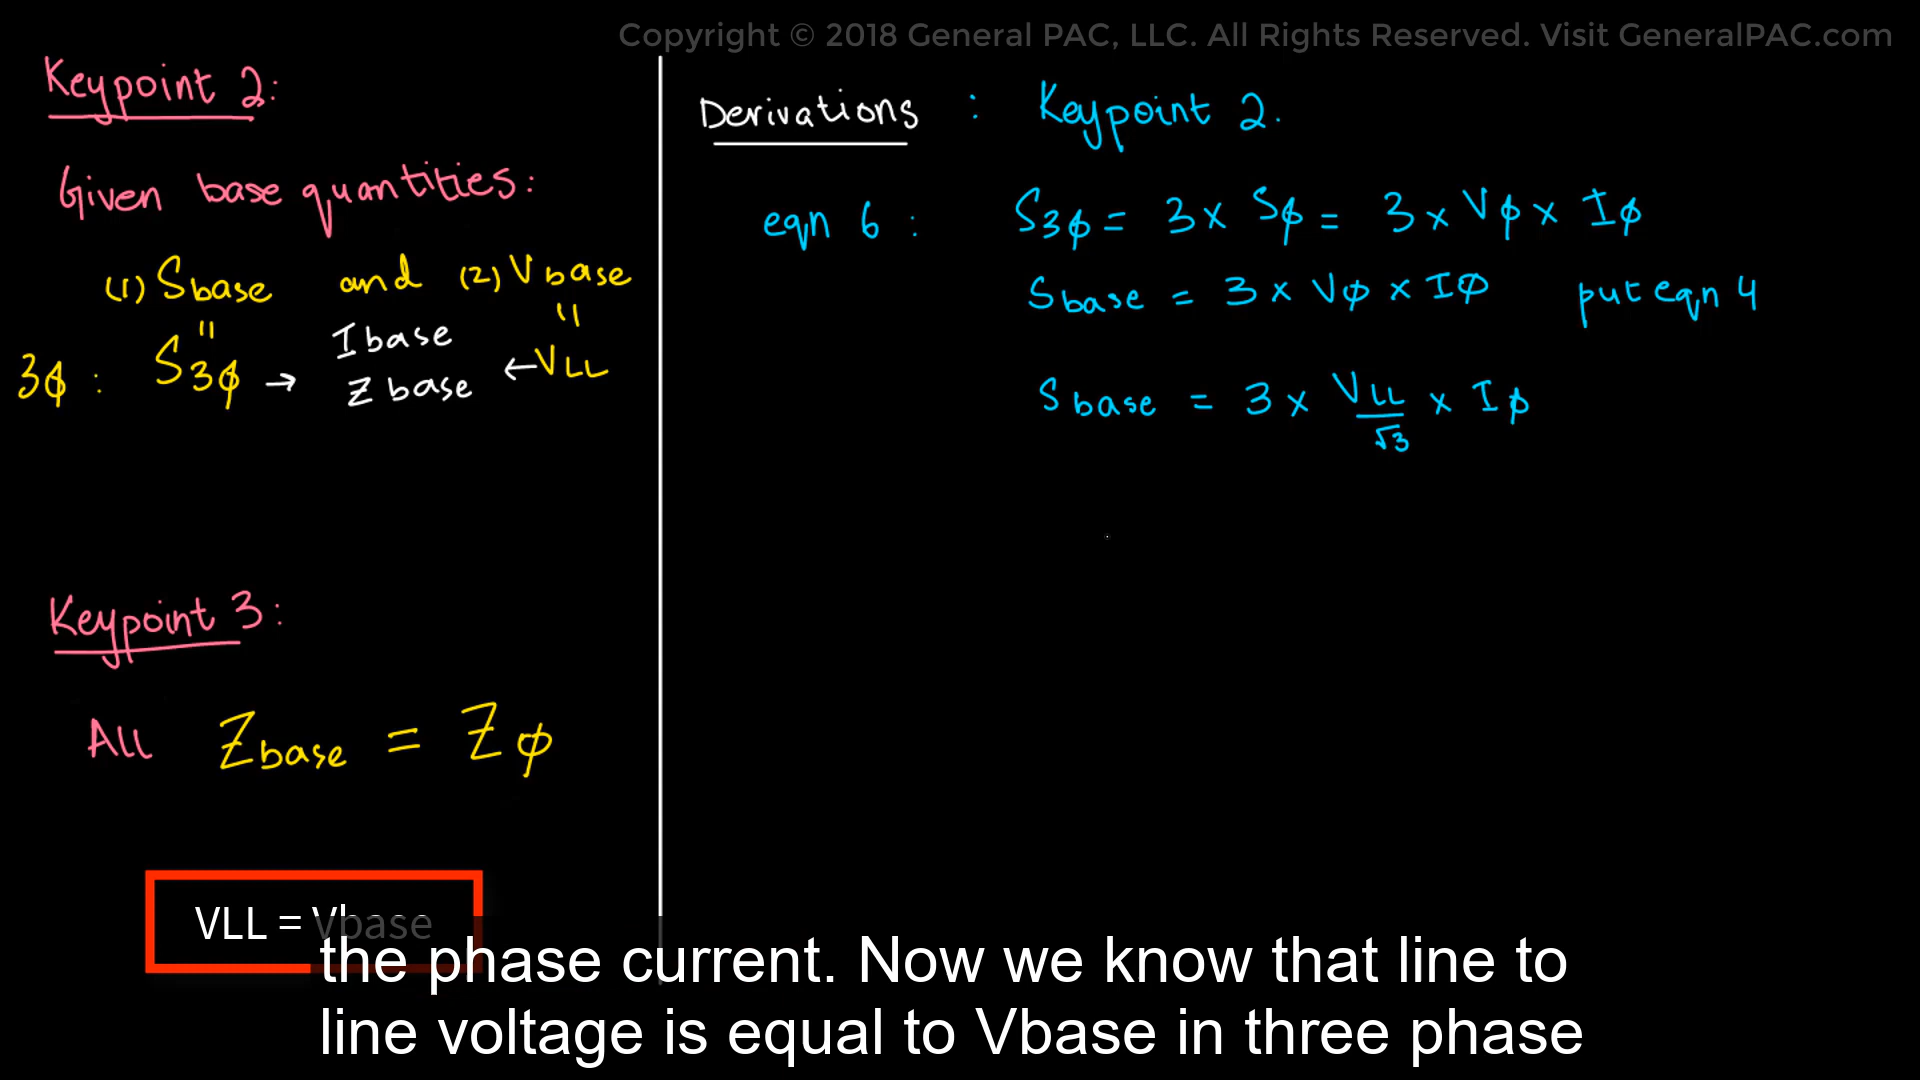 Copyright © 2018 General PAC, LLC. All Rights Reserved. Visit GeneralPAC.com
Keypoint 2:
Given base quantities:
(1) Sbase and (2) Vbase
" Ibase "
3ϕ : S3ϕ → Zbase ← VLL
Keypoint 3:
All Zbase = Zϕ
VLL = Vbase
Derivations : Keypoint 2.
eqn 6 : S3ϕ = 3 x Sϕ = 3 x Vϕ x Iϕ
Sbase = 3 x Vϕ x Iϕ put eqn 4
Sbase = 3 x VLL/√3 x Iϕ
the phase current. Now we know that line to
line voltage is equal to Vbase in three phase